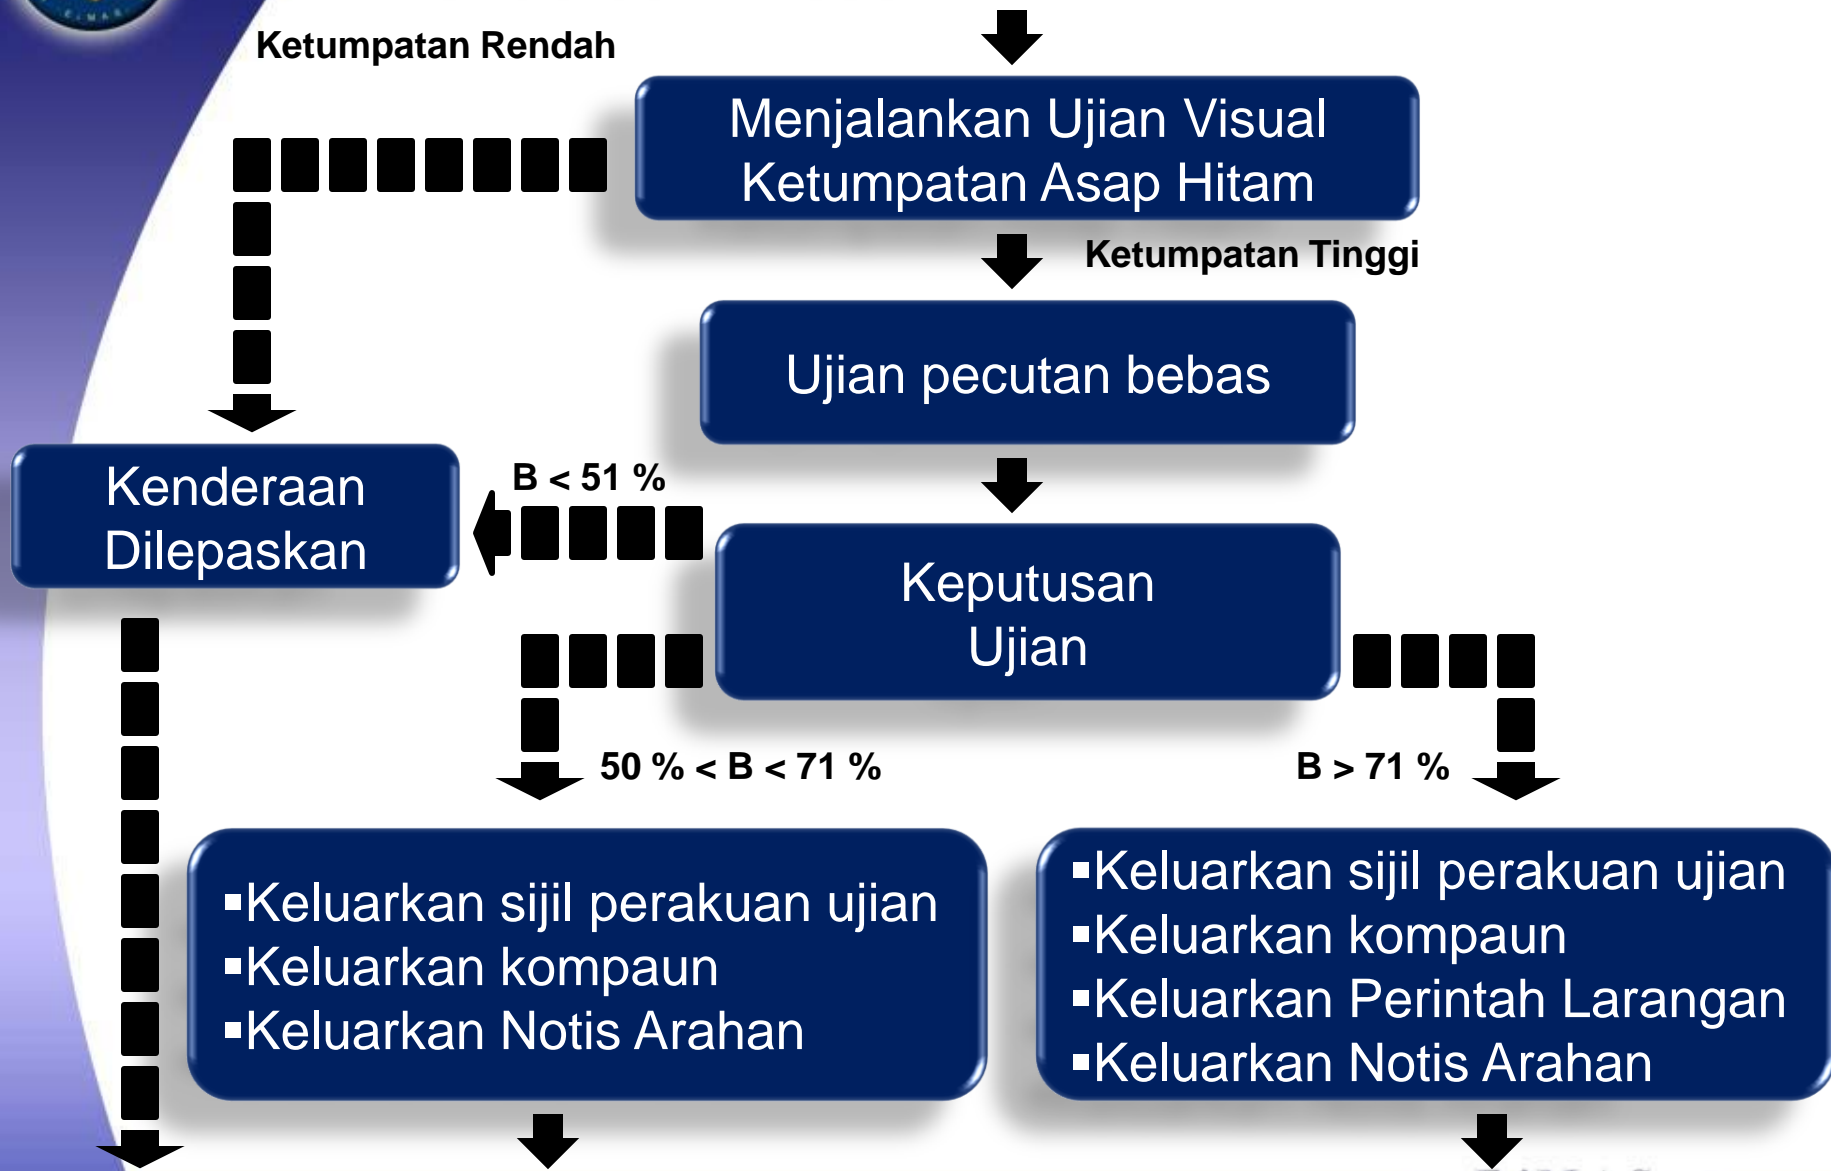 Ketumpatan Rendah
Menjalankan Ujian Visual
Ketumpatan Asap Hitam
Ketumpatan Tinggi
Ujian pecutan bebas
Kenderaan
Dilepaskan
B < 51 %
Keputusan
Ujian
50 % < B < 71 %
B > 71 %
▪Keluarkan sijil perakuan ujian
▪Keluarkan kompaun
▪Keluarkan Notis Arahan
▪Keluarkan sijil perakuan ujian
▪Keluarkan kompaun
▪Keluarkan Perintah Larangan
▪Keluarkan Notis Arahan